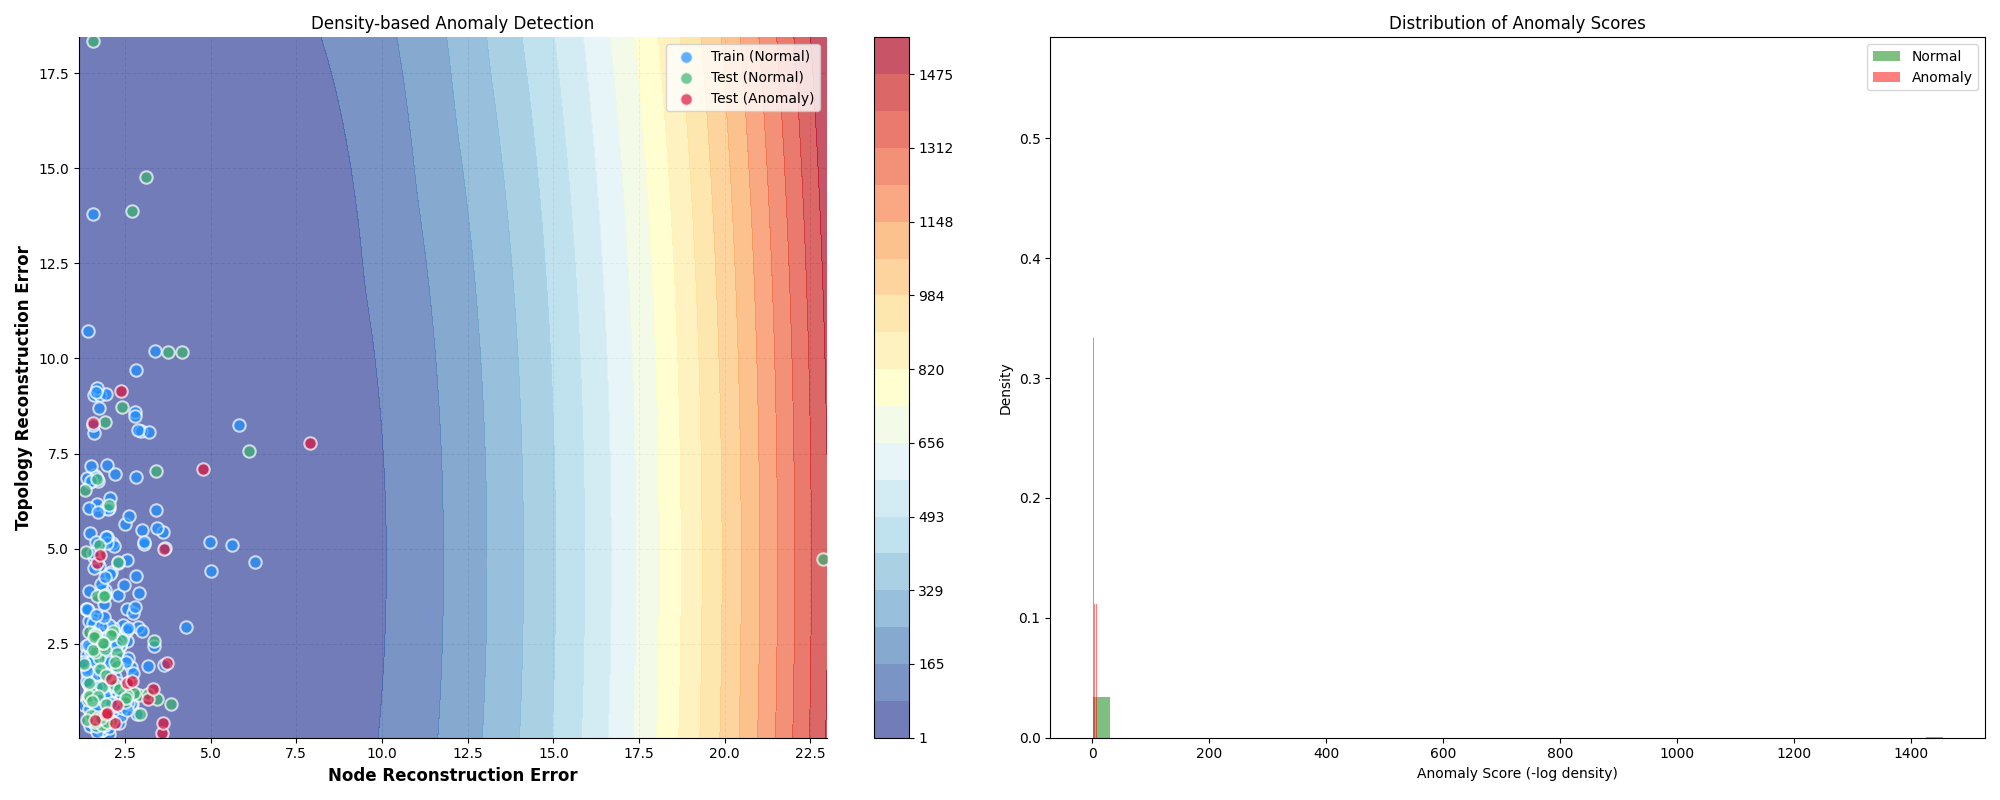 Density-based Anomaly Detection
Topology Reconstruction Error
17.5
15.0
12.5
10.0
7.5
5.0
2.5
Train (Normal)
Test (Normal)
Test (Anomaly)
2.5 5.0 7.5 10.0 12.5 15.0 17.5 20.0 22.5
Node Reconstruction Error
1475
1312
1148
984
820
656
493
329
165
1
Distribution of Anomaly Scores
Density
0.5
0.4
0.3
0.2
0.1
0.0
Normal
Anomaly
0 200 400 600 800 1000 1200 1400
Anomaly Score (-log density)